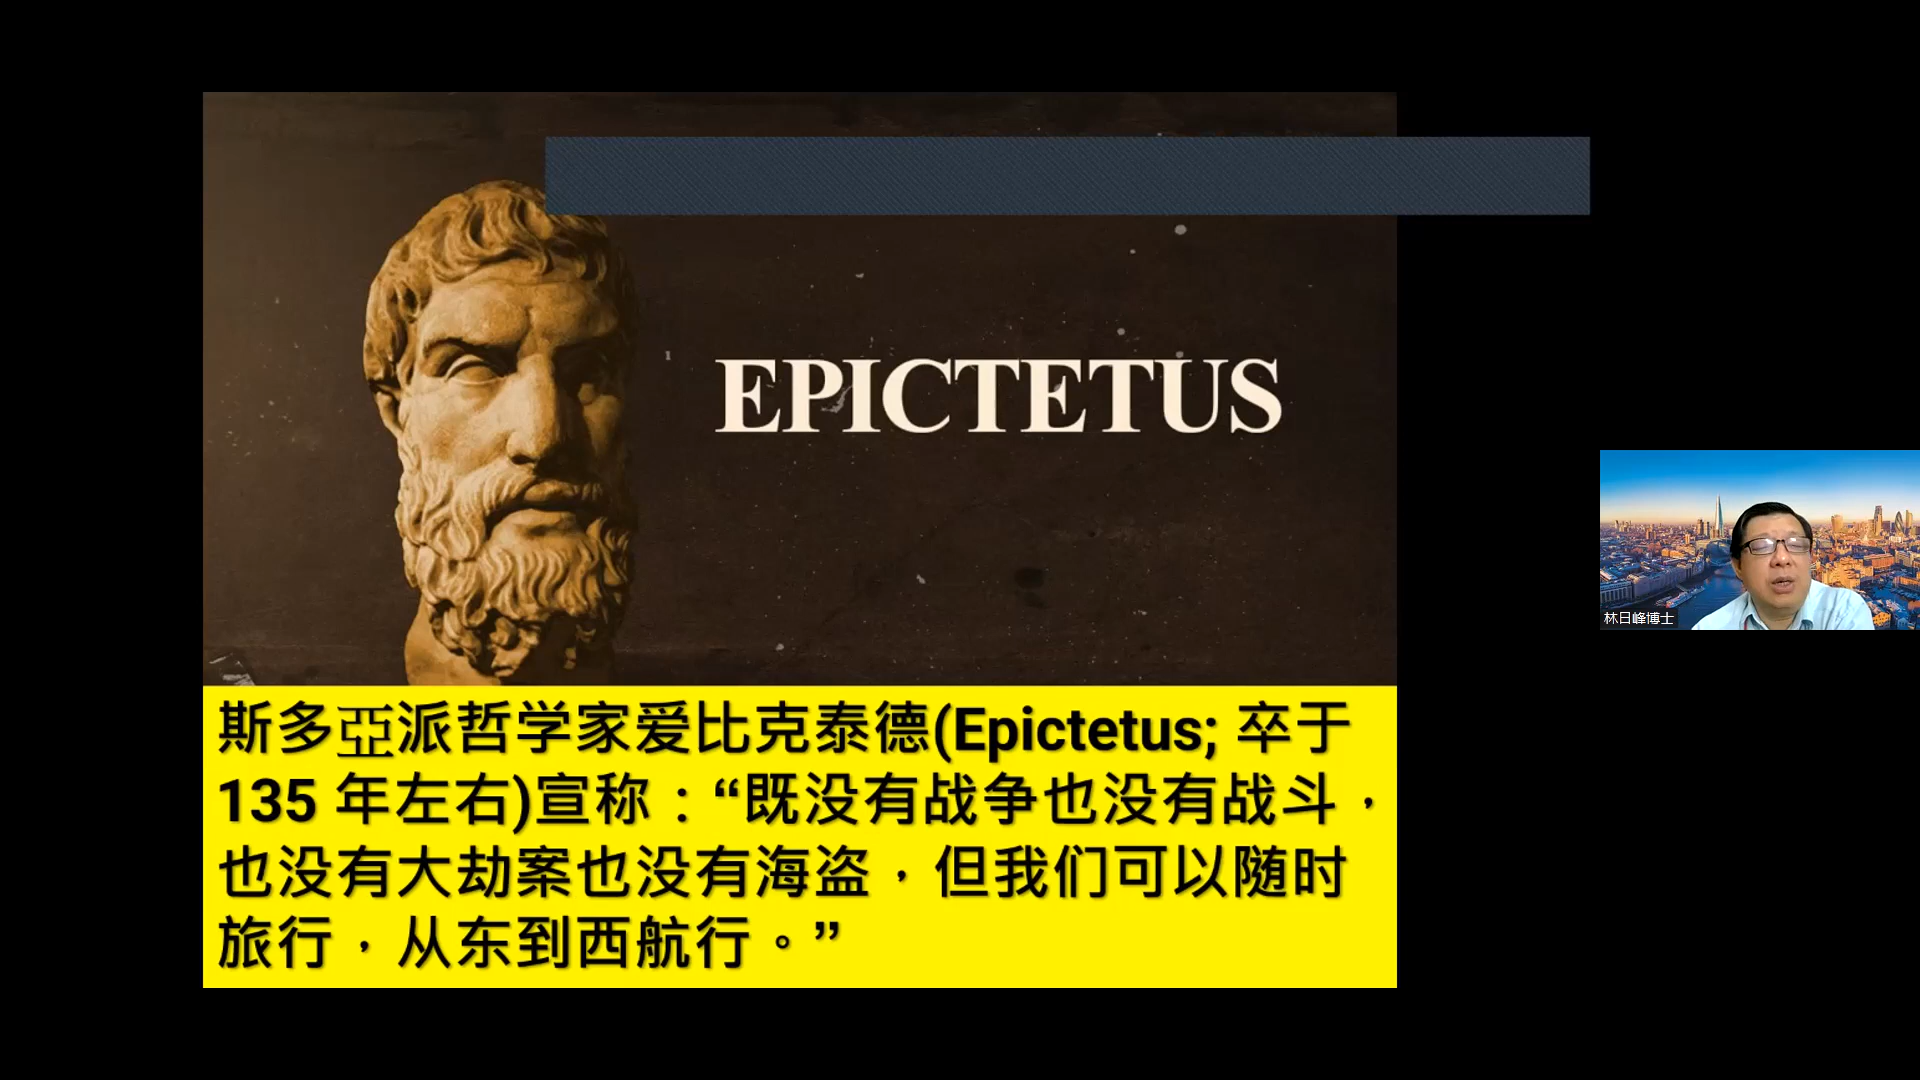 EPICTETUS
斯多亞派哲学家爱比克泰德(Epictetus; 卒于
135 年左右)宣称：“既没有战争也没有战斗，
也没有大劫案也没有海盗，但我们可以随时
旅行，从东到西航行。”
林日峰博士